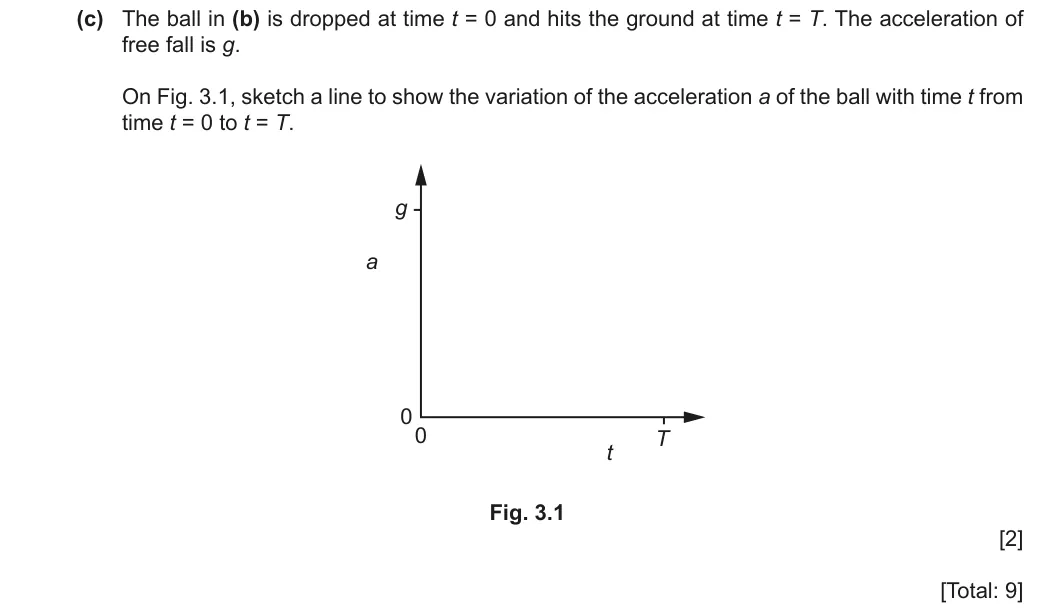 (c) The ball in (b) is dropped at time t = 0 and hits the ground at time t = T. The acceleration of
free fall is g.
On Fig. 3.1, sketch a line to show the variation of the acceleration a of the ball with time t from
time t = 0 to t = T.
g
a
0
0
T
t
Fig. 3.1
[2]
[Total: 9]